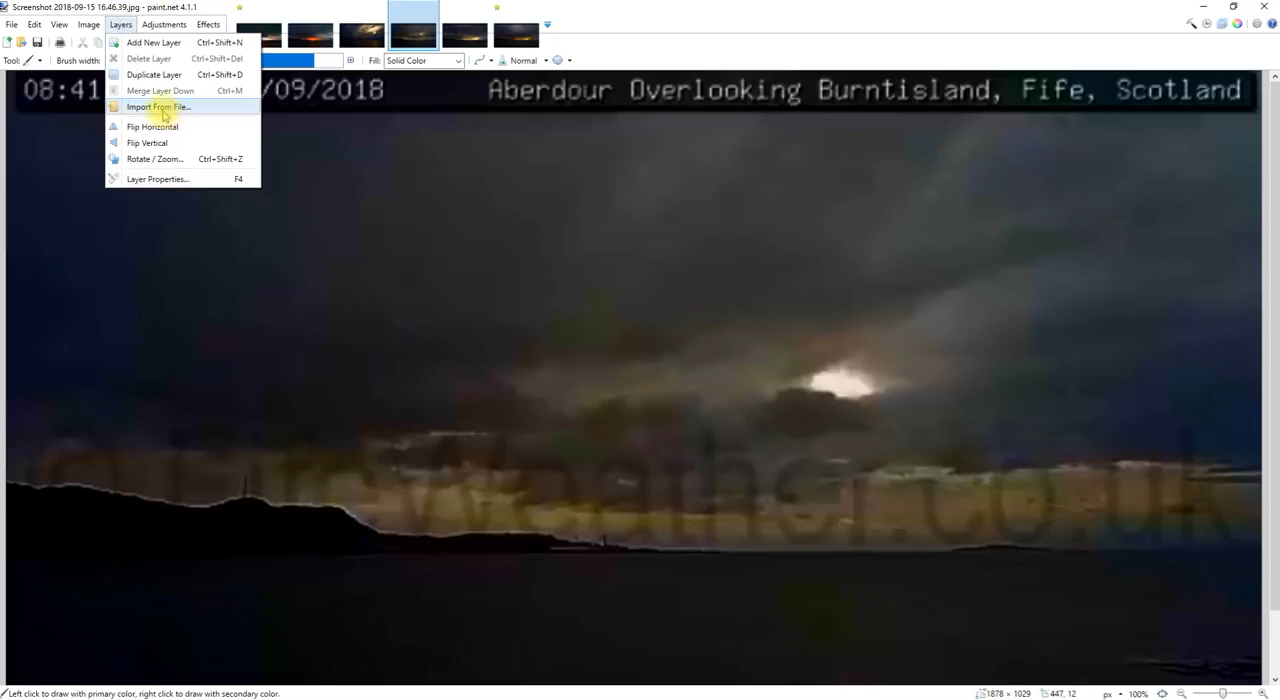 Screenshot 2018-09-15 16.46.39.jpg - paint.net 4.1.1
File Edit View Image Layers Adjustments Effects
Tool: Brush width: Fill: Solid Color Normal
Add New Layer Ctrl+Shift+N
Delete Layer Ctrl+Shift+Del
Duplicate Layer Ctrl+Shift+D
Merge Layer Down Ctrl+M
Import From File...
Flip Horizontal
Flip Vertical
Rotate / Zoom... Ctrl+Shift+Z
Layer Properties... F4
08:41 /09/2018 Aberdour Overlooking Burntisland, Fife, Scotland
© FifeWeather.co.uk
Left click to draw with primary color, right click to draw with secondary color. 1878 × 1029 447, 12 px 100%